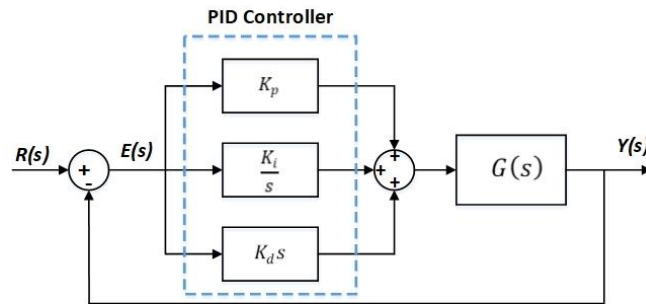 PID Controller
K_p
R(s)
+
-
E(s)
K_i
s
+
+
+
G(s)
Y(s)
K_d s